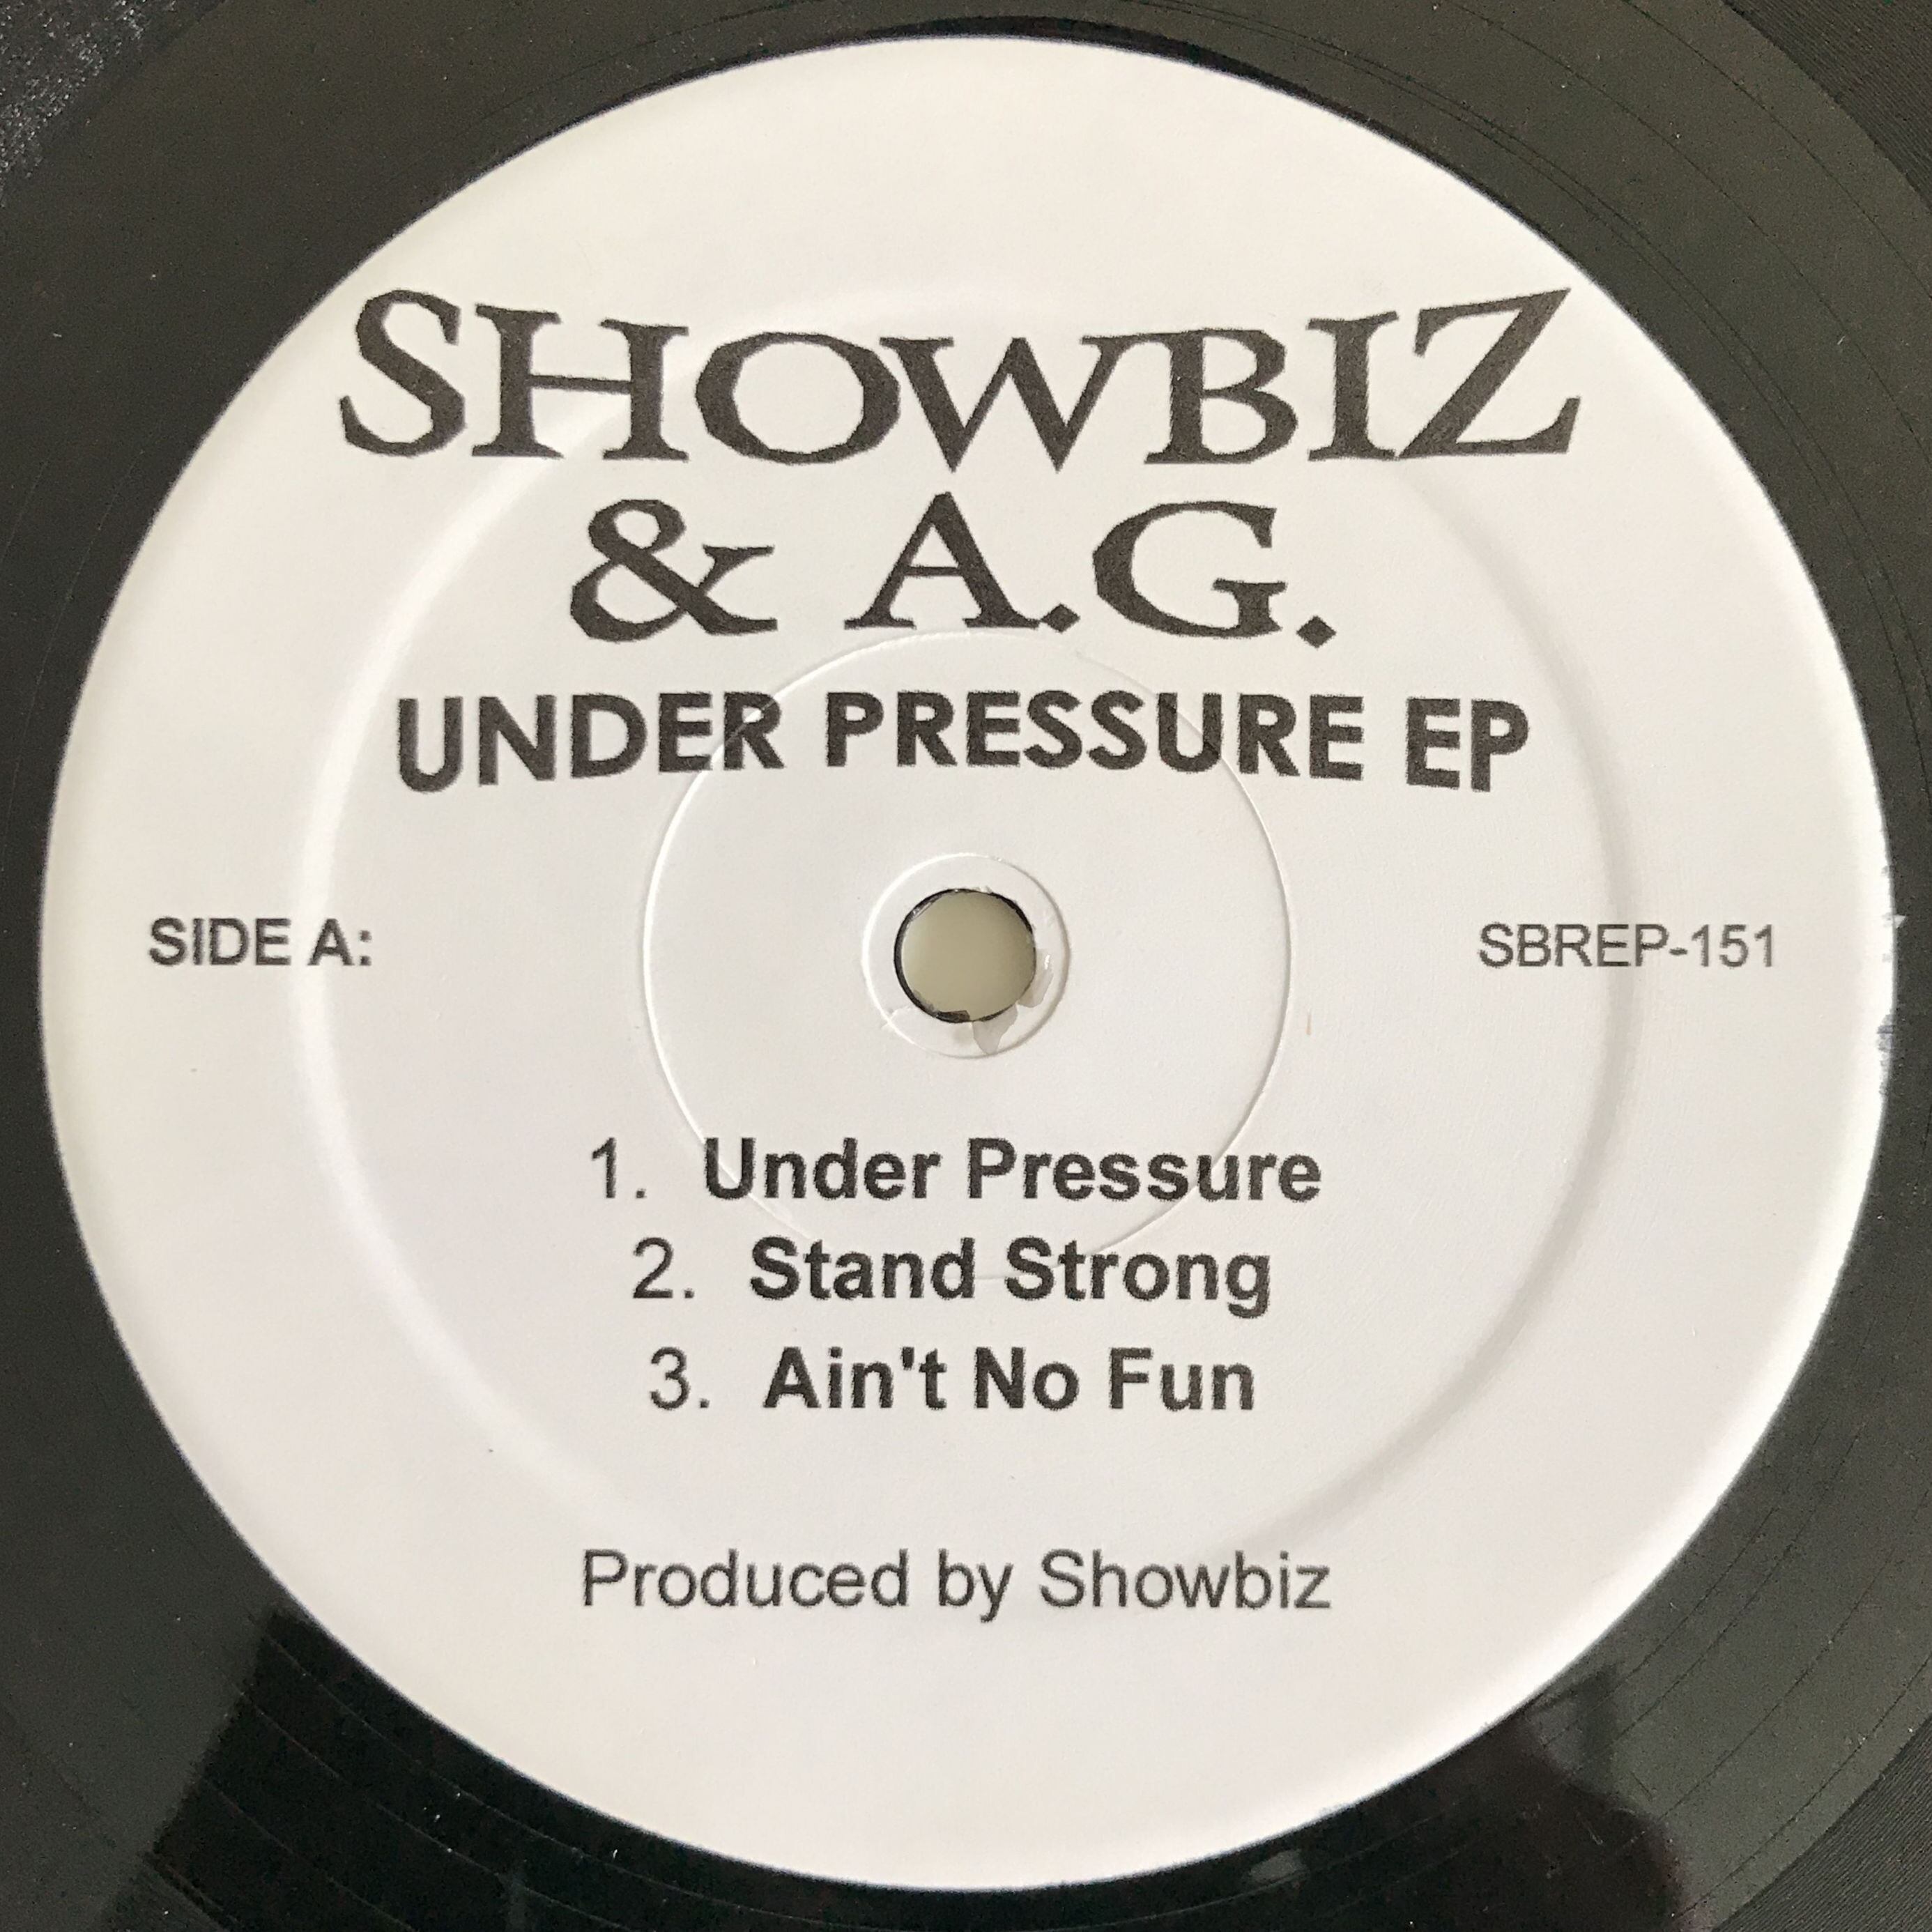 SHOWBIZ
& A.G.
UNDER PRESSURE EP
SIDE A:
SBREP-151
1. Under Pressure
2. Stand Strong
3. Ain't No Fun
Produced by Showbiz